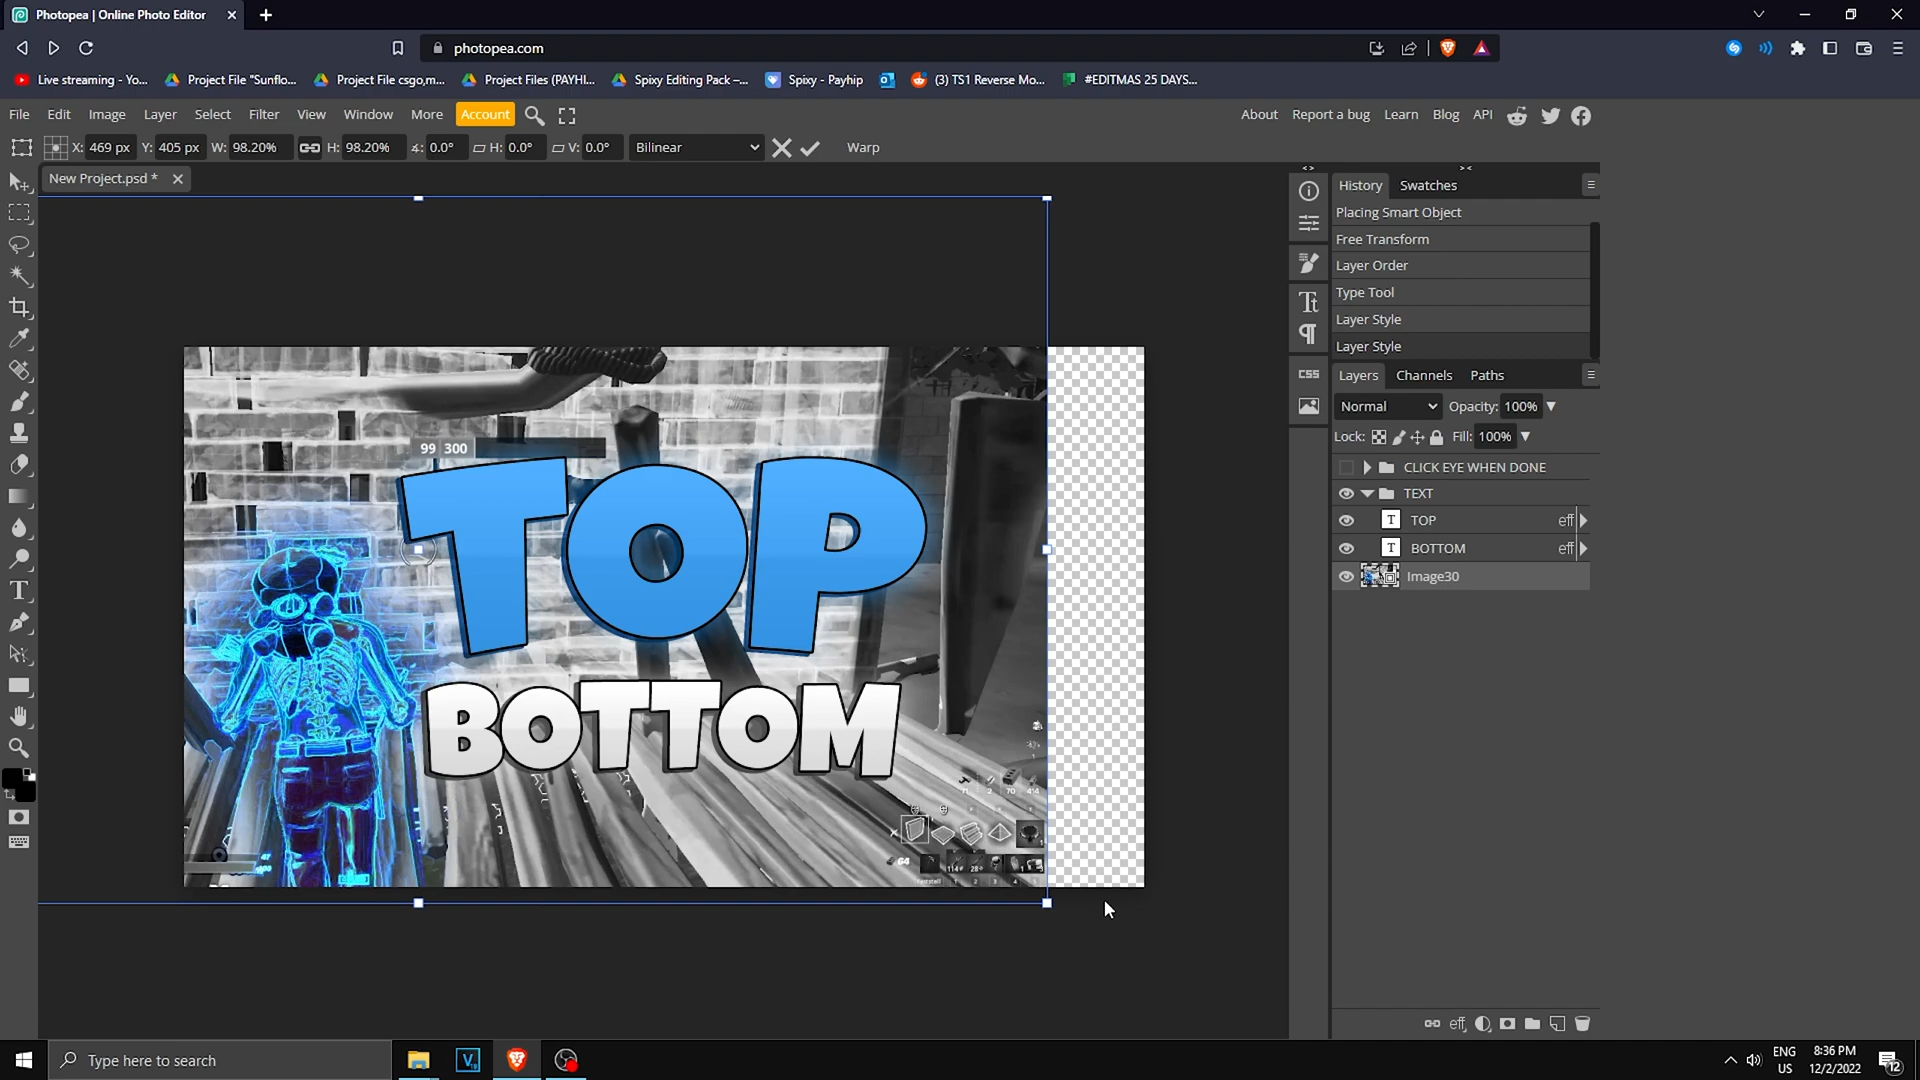 Photopea | Online Photo Editor
photopea.com
Live streaming - Yo...
Project File "Sunflo...
Project File csgo,m...
Project Files (PAYHI...
Spixy Editing Pack –...
Spixy - Payhip
(3) TS1 Reverse Mo...
#EDITMAS 25 DAYS...
File Edit Image Layer Select Filter View Window More Account
About Report a bug Learn Blog API
X: 469 px Y: 405 px W: 98.20% H: 98.20% 0.0° H: 0.0° V: 0.0° Bilinear Warp
New Project.psd *
History Swatches
Placing Smart Object
Free Transform
Layer Order
Type Tool
Layer Style
Layer Style
CSS
Layers Channels Paths
Normal Opacity: 100%
Lock: Fill: 100%
CLICK EYE WHEN DONE
TEXT
T TOP eff
T BOTTOM eff
Image30
99 300
TOP
BOTTOM
eff
Type here to search
ENG
US
8:36 PM
12/2/2022
12